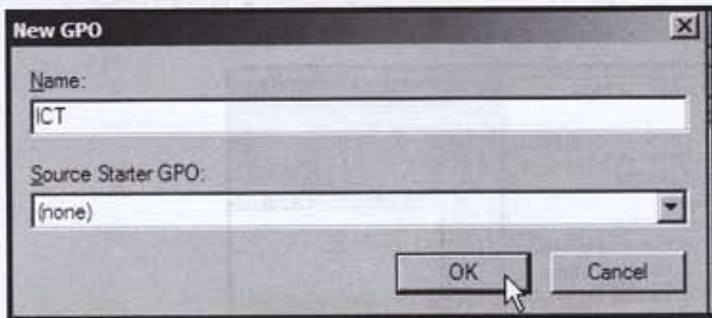 New GPO
Name:
ICT
Source Starter GPO:
(none)
OK Cancel